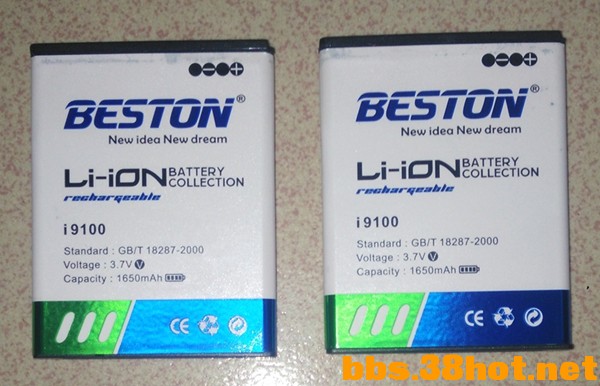 BESTON®
New idea New dream
Li-iON BATTERY COLLECTION
rechargeable
i9100
Standard : GB/T 18287-2000
Voltage : 3.7V V
Capacity : 1650mAh
CE
BESTON®
New idea New dream
Li-iON BATTERY COLLECTION
rechargeable
i9100
Standard : GB/T 18287-2000
Voltage : 3.7V V
Capacity : 1650mAh
CE
bbs.38hot.net